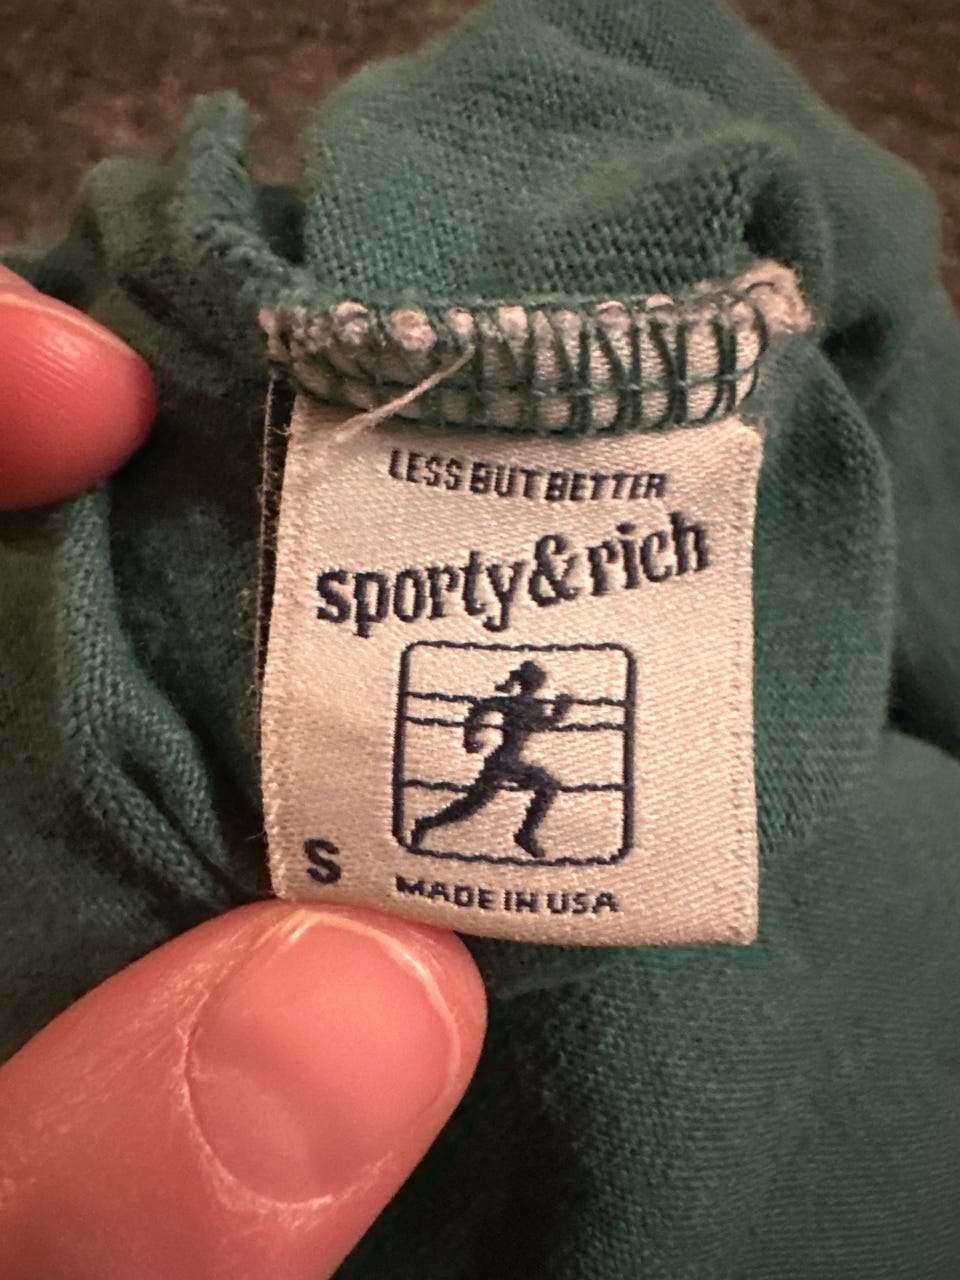 LESS BUT BETTER
sporty&rich
S
MADE IN USA